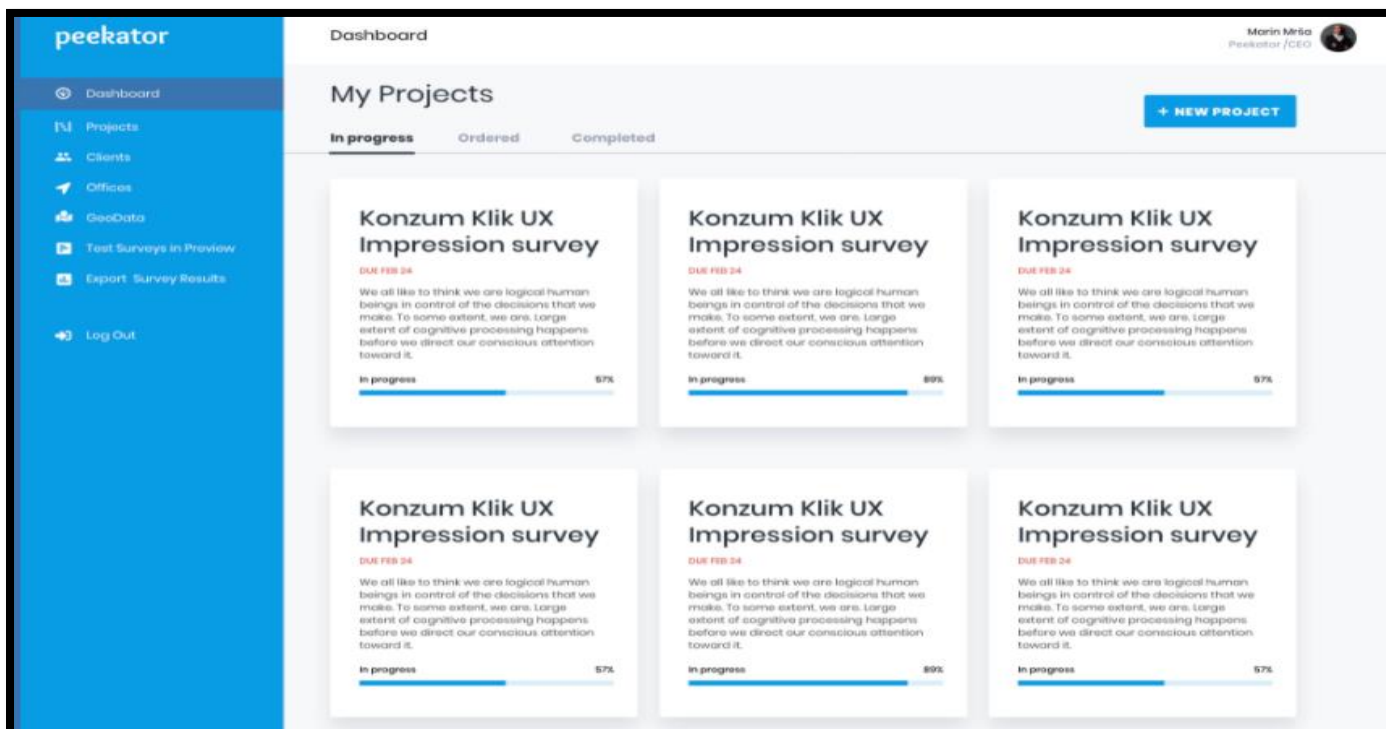 peekator
Dashboard
Marin Mrša
Peekator /CEO
Dashboard
Projects
Clients
Offices
GeoData
Test Surveys in Preview
Export Survey Results
Log Out
My Projects
+ NEW PROJECT
In progress Ordered Completed
Konzum Klik UX
Impression survey
DUE FEB 24
We all like to think we are logical human
beings in control of the decisions that we
make. To some extent, we are. Large
extent of cognitive processing happens
before we direct our conscious attention
toward it.
In progress 57%
Konzum Klik UX
Impression survey
DUE FEB 24
We all like to think we are logical human
beings in control of the decisions that we
make. To some extent, we are. Large
extent of cognitive processing happens
before we direct our conscious attention
toward it.
In progress 89%
Konzum Klik UX
Impression survey
DUE FEB 24
We all like to think we are logical human
beings in control of the decisions that we
make. To some extent, we are. Large
extent of cognitive processing happens
before we direct our conscious attention
toward it.
In progress 57%
Konzum Klik UX
Impression survey
DUE FEB 24
We all like to think we are logical human
beings in control of the decisions that we
make. To some extent, we are. Large
extent of cognitive processing happens
before we direct our conscious attention
toward it.
In progress 57%
Konzum Klik UX
Impression survey
DUE FEB 24
We all like to think we are logical human
beings in control of the decisions that we
make. To some extent, we are. Large
extent of cognitive processing happens
before we direct our conscious attention
toward it.
In progress 89%
Konzum Klik UX
Impression survey
DUE FEB 24
We all like to think we are logical human
beings in control of the decisions that we
make. To some extent, we are. Large
extent of cognitive processing happens
before we direct our conscious attention
toward it.
In progress 57%